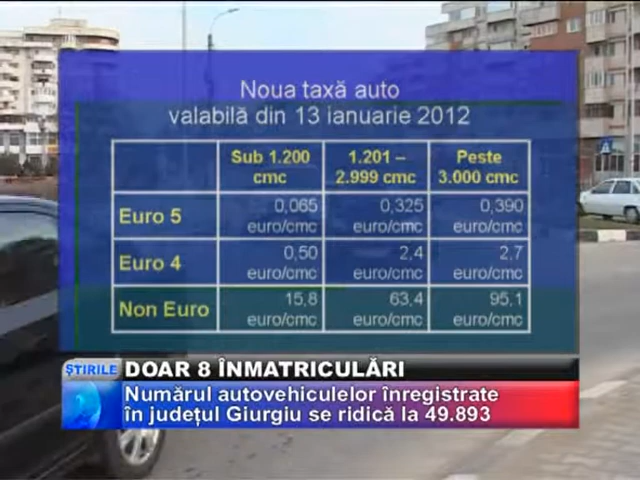 Noua taxă auto
valabilă din 13 ianuarie 2012
Sub 1.200 cmc
1.201 – 2.999 cmc
Peste 3.000 cmc
Euro 5
0,065 euro/cmc
0,325 euro/cmc
0,390 euro/cmc
Euro 4
0,50 euro/cmc
2,4 euro/cmc
2,7 euro/cmc
Non Euro
15,8 euro/cmc
63,4 euro/cmc
95,1 euro/cmc
ȘTIRILE
DOAR 8 ÎNMATRICULĂRI
Numărul autovehiculelor înregistrate
în județul Giurgiu se ridică la 49.893